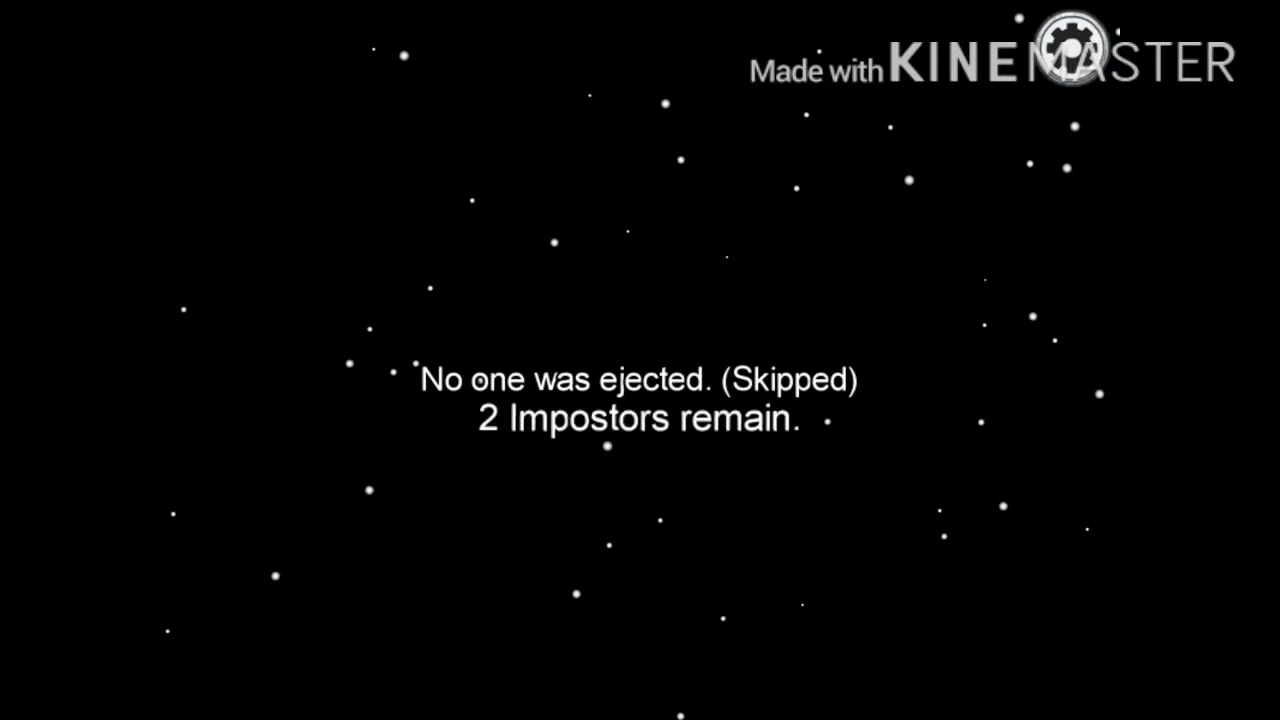 Made with KINEMASTER
No one was ejected. (Skipped)
2 Impostors remain.